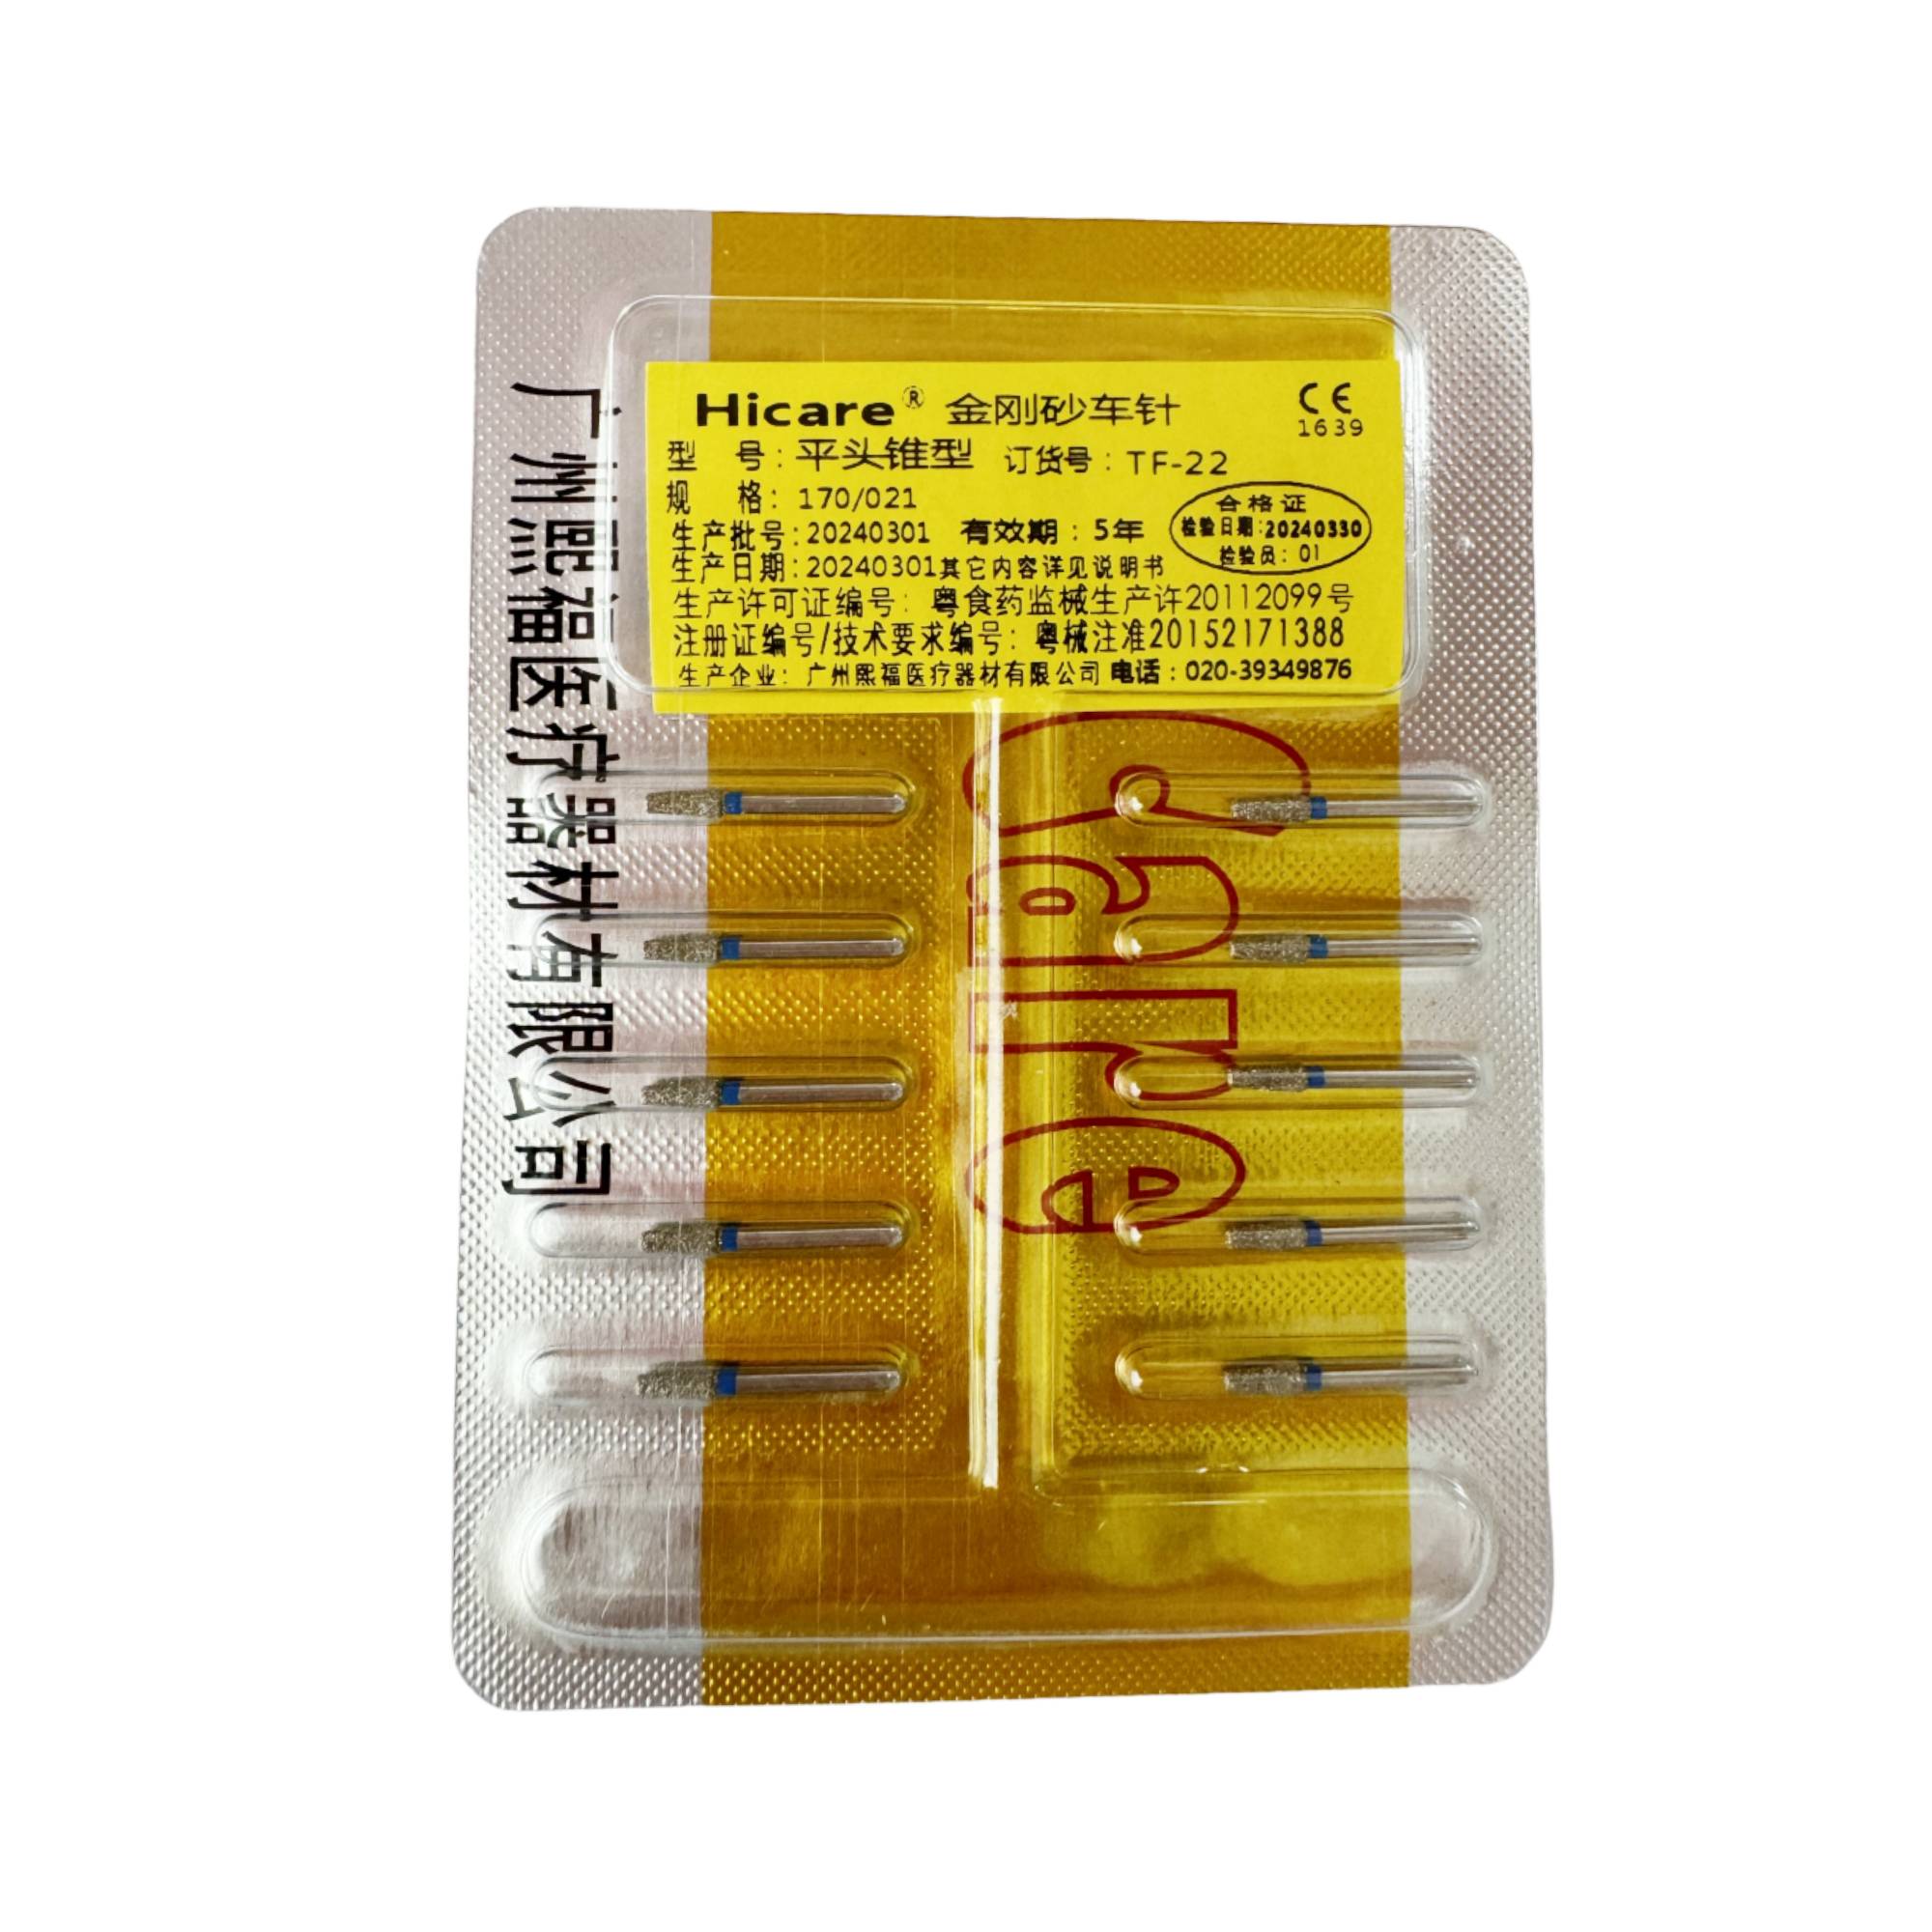 Hicare® 金刚砂车针
CE
1639
型 号：平头锥型 订货号：TF-22
规 格：170/021
生产批号：20240301 有效期：5年
合格证
检验日期：20240330
检验员：01
生产日期：20240301其它内容详见说明书
生产许可证编号：粤食药监械生产许20112099号
注册证编号/技术要求编号：粤械注准20152171388
生产企业：广州熙福医疗器材有限公司 电话：020-39349876
广州熙福医疗器材有限公司
Care